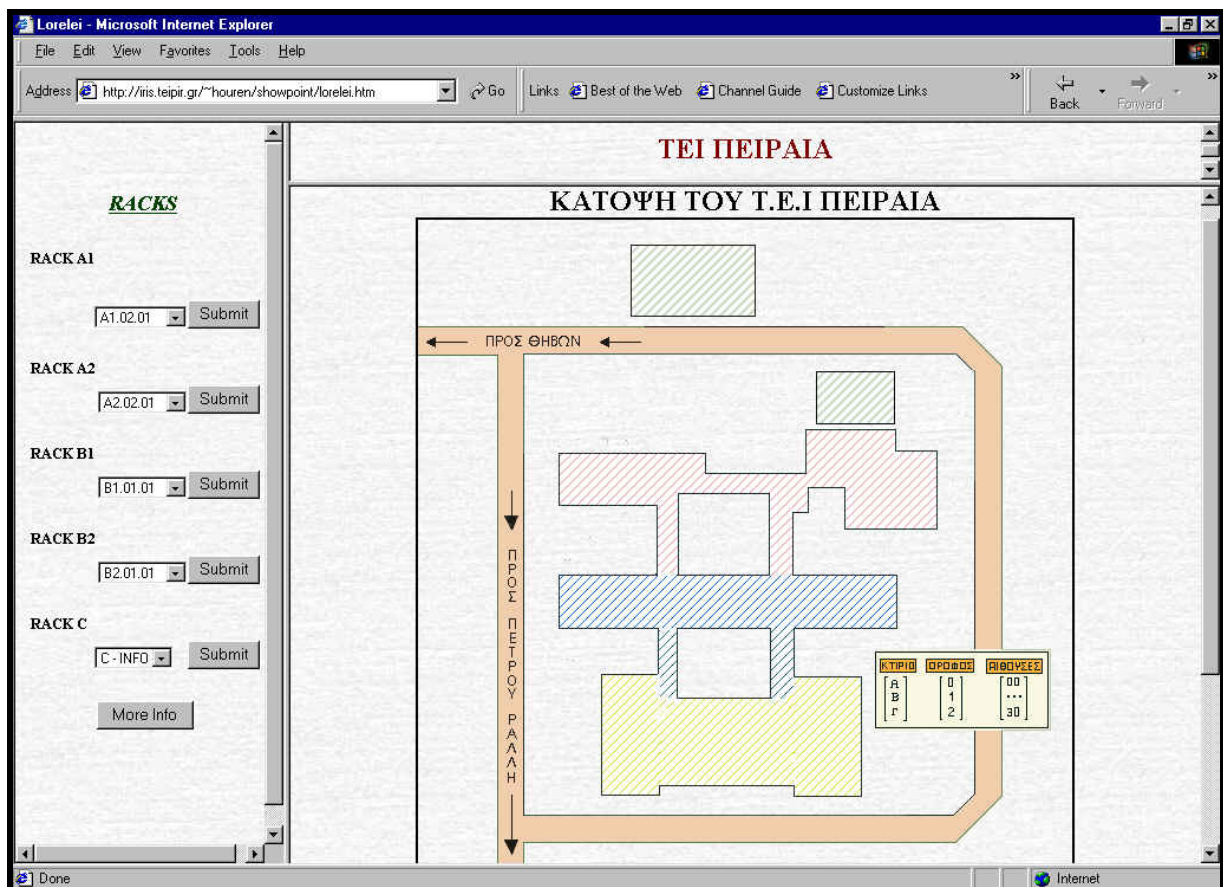 Lorelei - Microsoft Internet Explorer
File Edit View Favorites Tools Help
Address http://iris.teipir.gr/~houren/showpoint/lorelei.htm Go Links Best of the Web Channel Guide Customize Links » Back Forward »
RACKS
RACK A1
A1.02.01 Submit
RACK A2
A2.02.01 Submit
RACK B1
B1.01.01 Submit
RACK B2
B2.01.01 Submit
RACK C
C - INFO Submit
More Info
ΤΕΙ ΠΕΙΡΑΙΑ
ΚΑΤΟΨΗ ΤΟΥ Τ.Ε.Ι ΠΕΙΡΑΙΑ
ΠΡΟΣ ΘΗΒΩΝ
ΠΡΟΣ ΠΕΤΡΟΥ ΡΑΛΛΗ
ΚΤΙΡΙΟ ΟΡΟΦΟΣ ΑΙΘΟΥΣΕΣ
Α 0 00
Β 1 ...
Γ 2 30
Done Internet